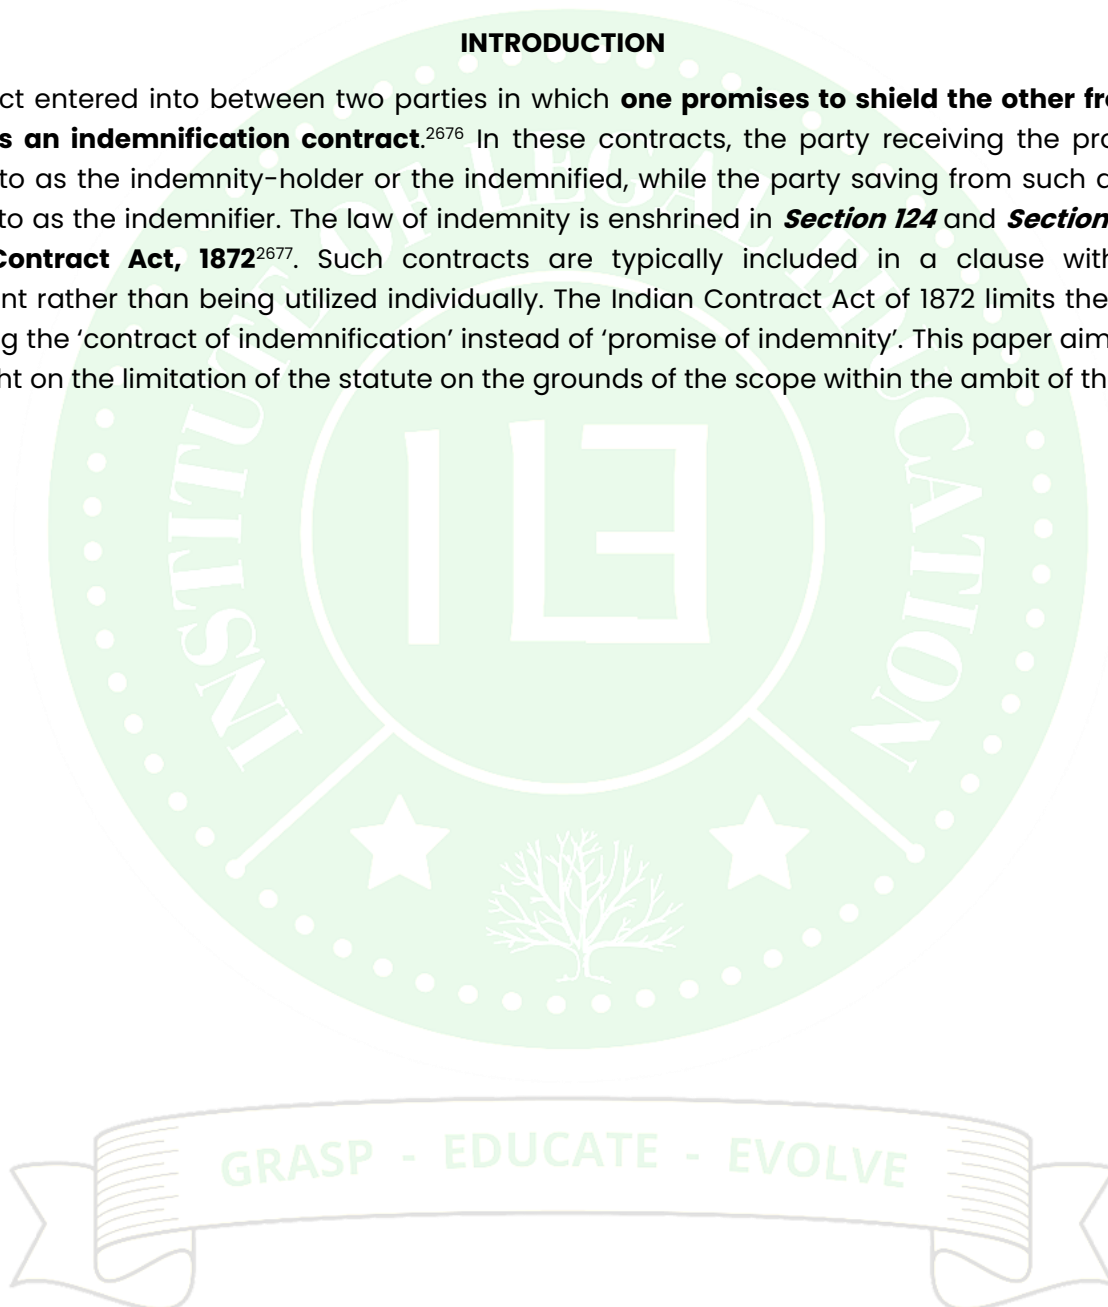 INTRODUCTION
ct entered into between two parties in which one promises to shield the other fr
s an indemnification contract.2676 In these contracts, the party receiving the pro
to as the indemnity-holder or the indemnified, while the party saving from such a
to as the indemnifier. The law of indemnity is enshrined in Section 124 and Section
Contract Act, 18722677. Such contracts are typically included in a clause with
nt rather than being utilized individually. The Indian Contract Act of 1872 limits the
g the ‘contract of indemnification’ instead of ‘promise of indemnity’. This paper aim
ht on the limitation of the statute on the grounds of the scope within the ambit of th
INSTITUTE OF LEGAL EDUCATION
ILE
GRASP - EDUCATE - EVOLVE